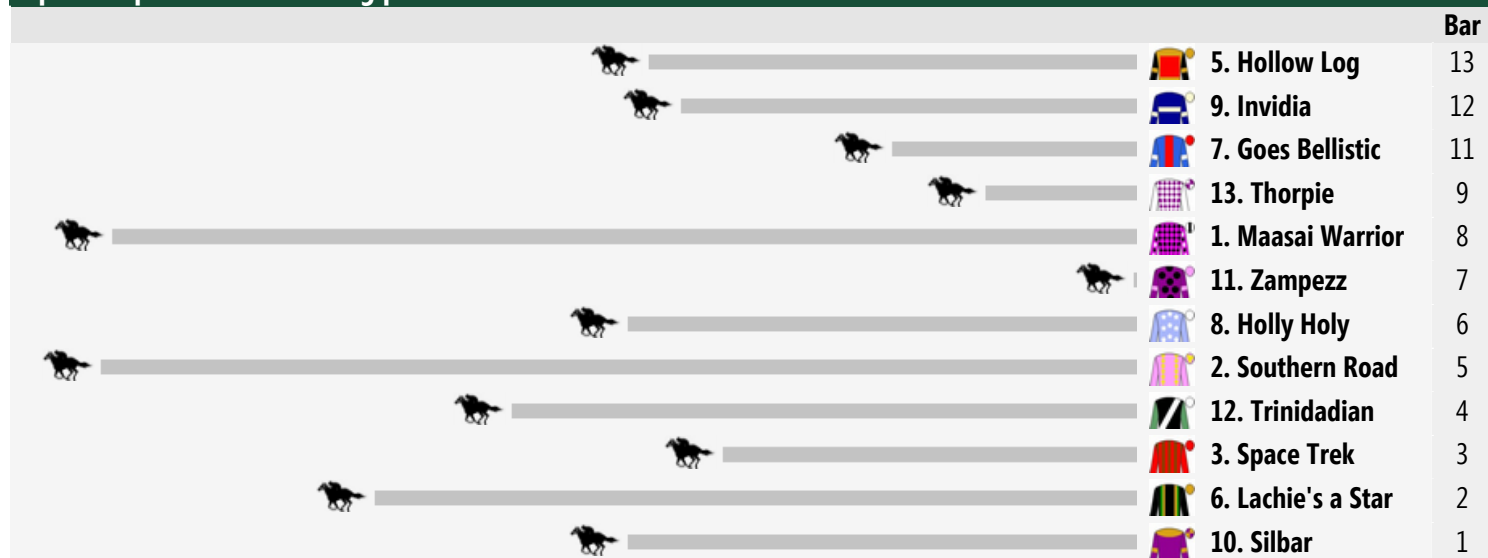 Bar
5. Hollow Log 13
9. Invidia 12
7. Goes Bellistic 11
13. Thorpie 9
1. Maasai Warrior 8
11. Zampezz 7
8. Holly Holy 6
2. Southern Road 5
12. Trinidadian 4
3. Space Trek 3
6. Lachie's a Star 2
10. Silbar 1